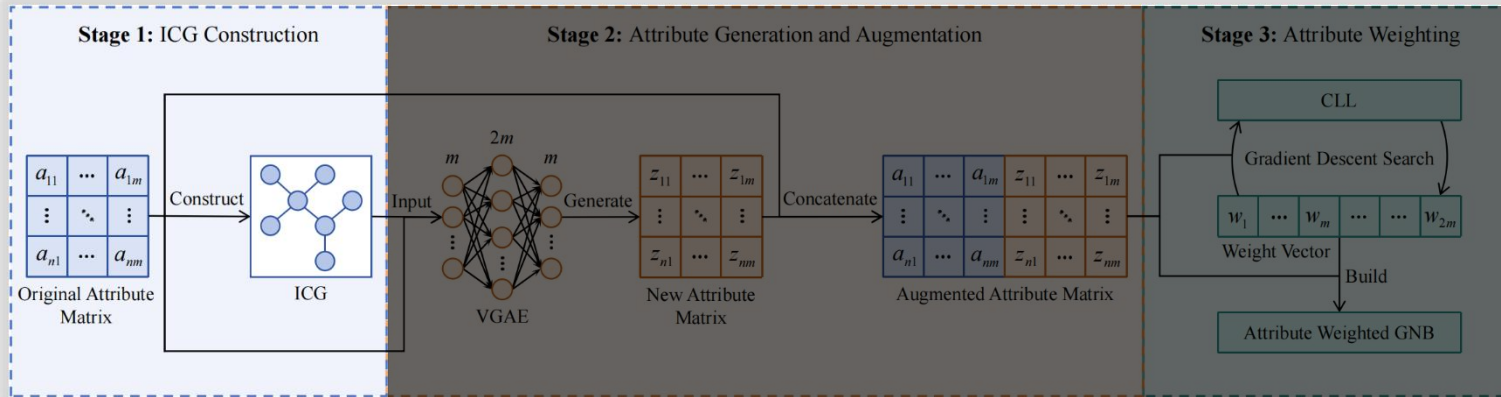 Stage 1: ICG Construction
Stage 2: Attribute Generation and Augmentation
Stage 3: Attribute Weighting
a₁₁ ... a₁ₘ
⋮ ⋱ ⋮
aₙ₁ ... aₙₘ
Original Attribute
Matrix
Construct
ICG
Input
m
2m
m
⋮ ⋮ ⋮
VGAE
Generate
z₁₁ ... z₁ₘ
⋮ ⋱ ⋮
zₙ₁ ... zₙₘ
New Attribute
Matrix
Concatenate
a₁₁ ... a₁ₘ z₁₁ ... z₁ₘ
⋮ ⋱ ⋮ ⋮ ⋱ ⋮
aₙ₁ ... aₙₘ zₙ₁ ... zₙₘ
Augmented Attribute Matrix
CLL
Gradient Descent Search
w₁ ... wₘ ... ... w₂ₘ
Weight Vector
Build
Attribute Weighted GNB